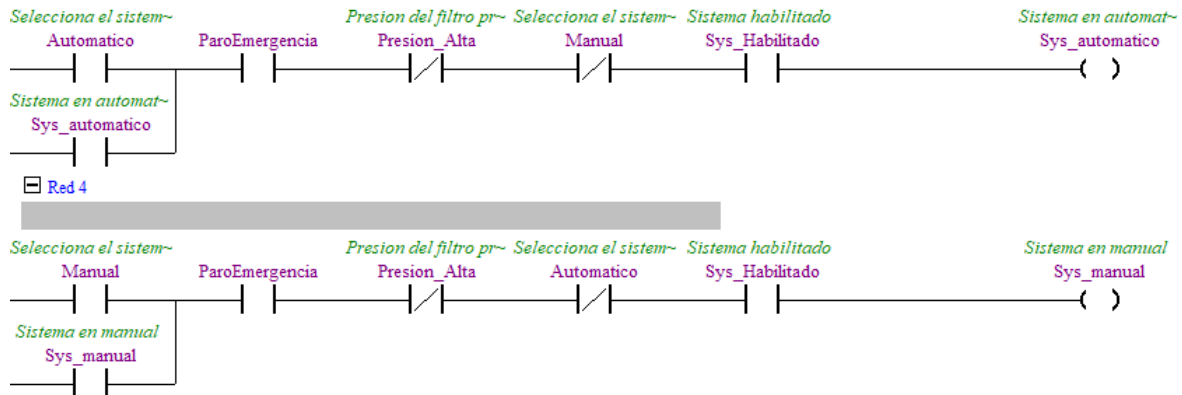 Selecciona el sistem~ Presion del filtro pr~ Selecciona el sistem~ Sistema habilitado Sistema en automat~
Automatico ParoEmergencia Presion_Alta Manual Sys_Habilitado Sys_automatico
Sistema en automat~
Sys_automatico
Red 4
Selecciona el sistem~ Presion del filtro pr~ Selecciona el sistem~ Sistema habilitado Sistema en manual
Manual ParoEmergencia Presion_Alta Automatico Sys_Habilitado Sys_manual
Sistema en manual
Sys_manual